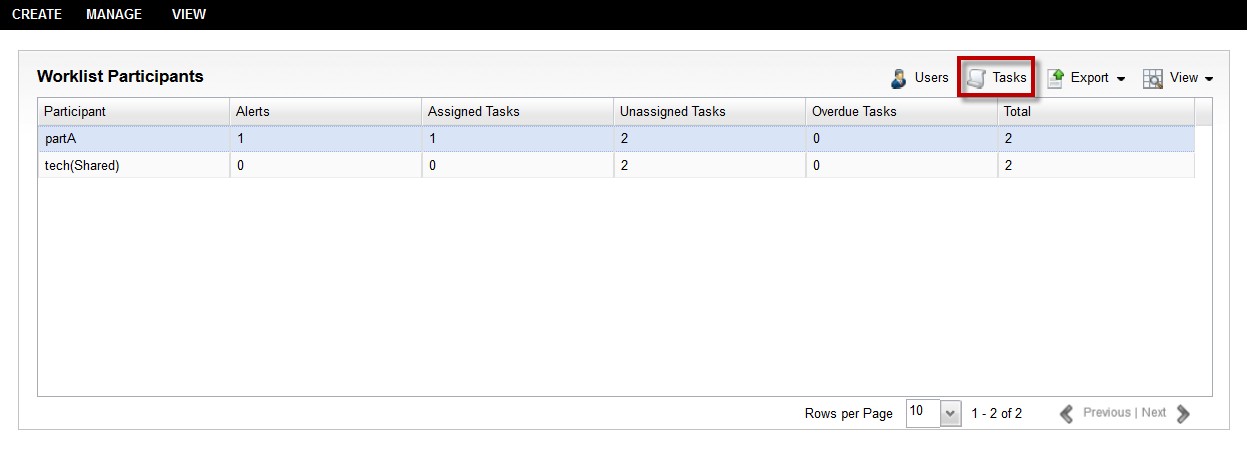 CREATE MANAGE VIEW
Worklist Participants Users Tasks Export View
Participant Alerts Assigned Tasks Unassigned Tasks Overdue Tasks Total
partA 1 1 2 0 2
tech(Shared) 0 0 2 0 2
Rows per Page 10 1 - 2 of 2 Previous | Next